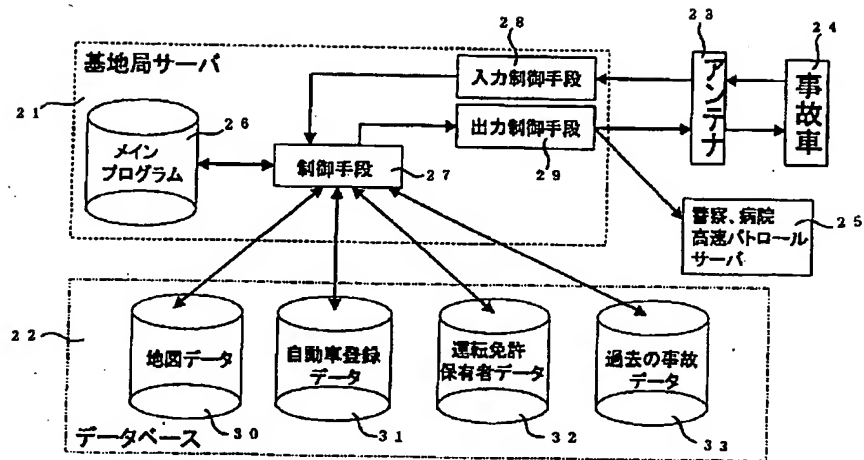 28
23
24
基地局サーバ
入力制御手段
アンテナ
事故車
21
26
出力制御手段
メイン
プログラム
制御手段
27
29
警察、病院
高速パトロール
サーバ
25
22
地図データ
自動車登録
データ
運転免許
保有者データ
過去の事故
データ
30
31
32
33
データベース